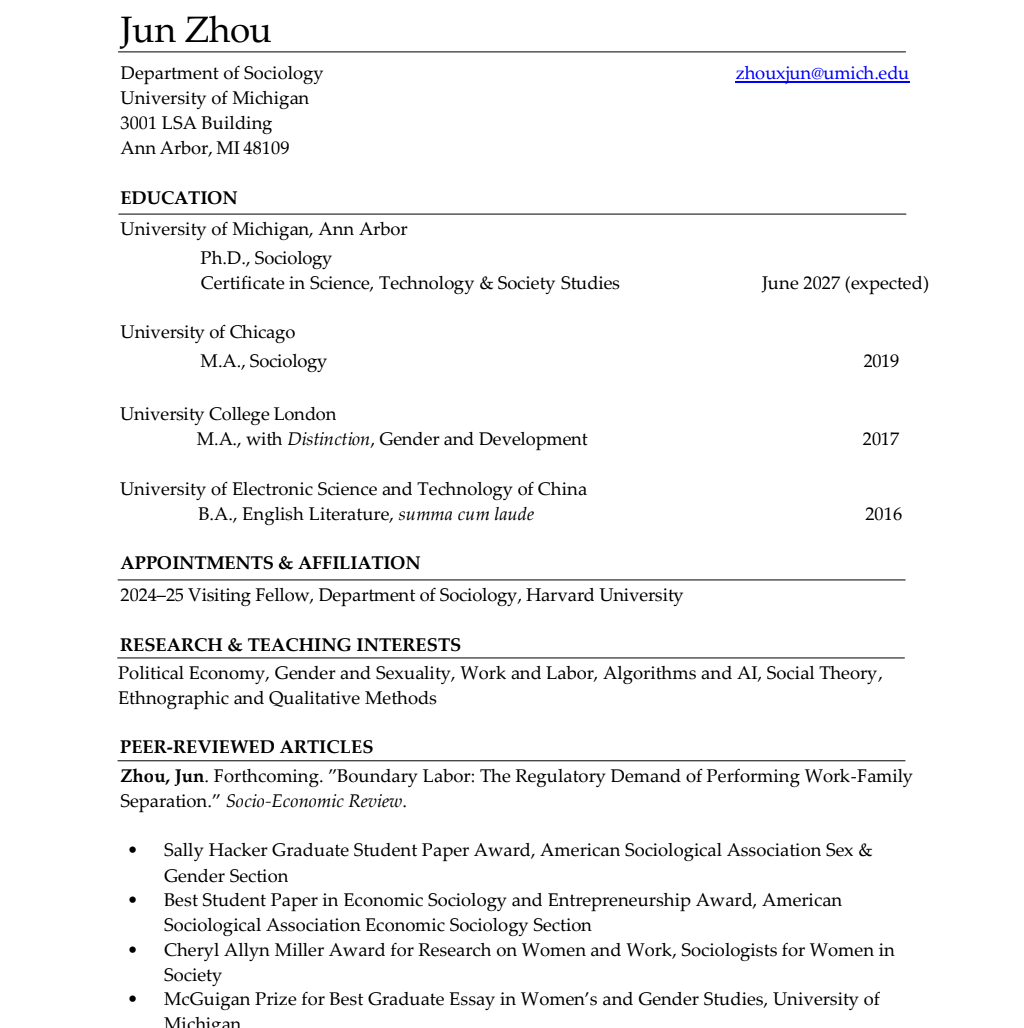 Jun Zhou
Department of Sociology zhouxjun@umich.edu
University of Michigan
3001 LSA Building
Ann Arbor, MI 48109
EDUCATION
University of Michigan, Ann Arbor
Ph.D., Sociology
Certificate in Science, Technology & Society Studies June 2027 (expected)
University of Chicago
M.A., Sociology 2019
University College London
M.A., with Distinction, Gender and Development 2017
University of Electronic Science and Technology of China
B.A., English Literature, summa cum laude 2016
APPOINTMENTS & AFFILIATION
2024–25 Visiting Fellow, Department of Sociology, Harvard University
RESEARCH & TEACHING INTERESTS
Political Economy, Gender and Sexuality, Work and Labor, Algorithms and AI, Social Theory,
Ethnographic and Qualitative Methods
PEER-REVIEWED ARTICLES
Zhou, Jun. Forthcoming. ”Boundary Labor: The Regulatory Demand of Performing Work-Family
Separation.” Socio-Economic Review.
• Sally Hacker Graduate Student Paper Award, American Sociological Association Sex &
Gender Section
• Best Student Paper in Economic Sociology and Entrepreneurship Award, American
Sociological Association Economic Sociology Section
• Cheryl Allyn Miller Award for Research on Women and Work, Sociologists for Women in
Society
• McGuigan Prize for Best Graduate Essay in Women’s and Gender Studies, University of
Michigan